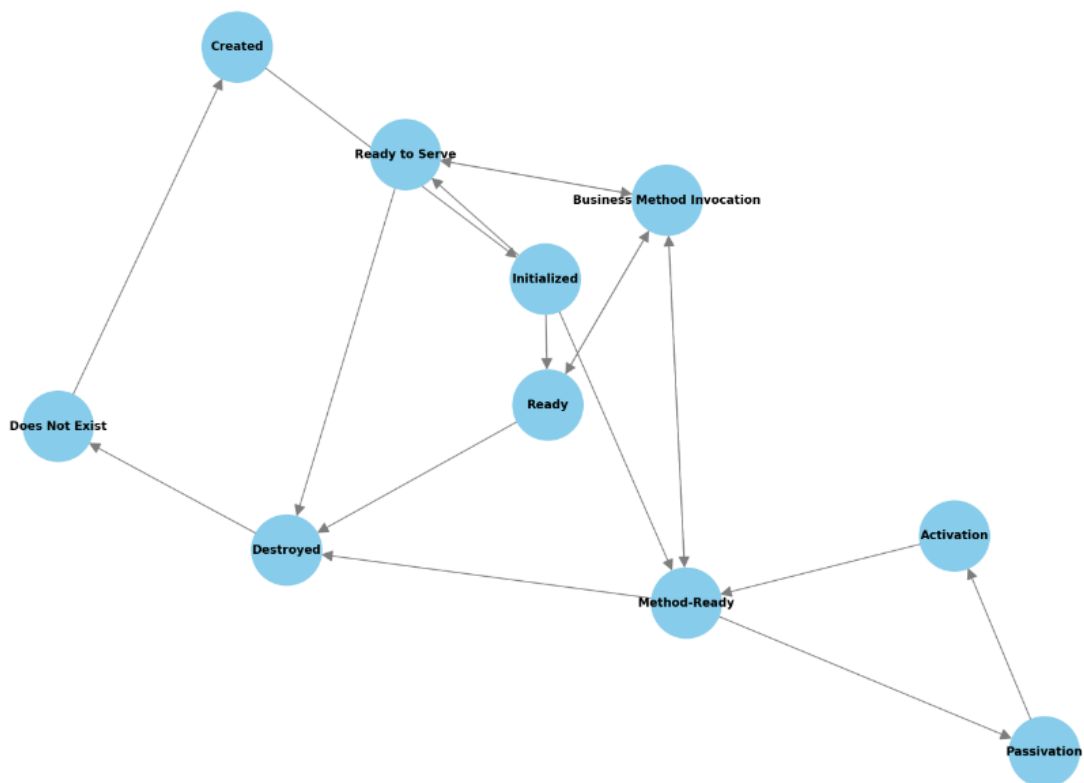 Created
Ready to Serve
Business Method Invocation
Initialized
Ready
Does Not Exist
Destroyed
Activation
Method-Ready
Passivation